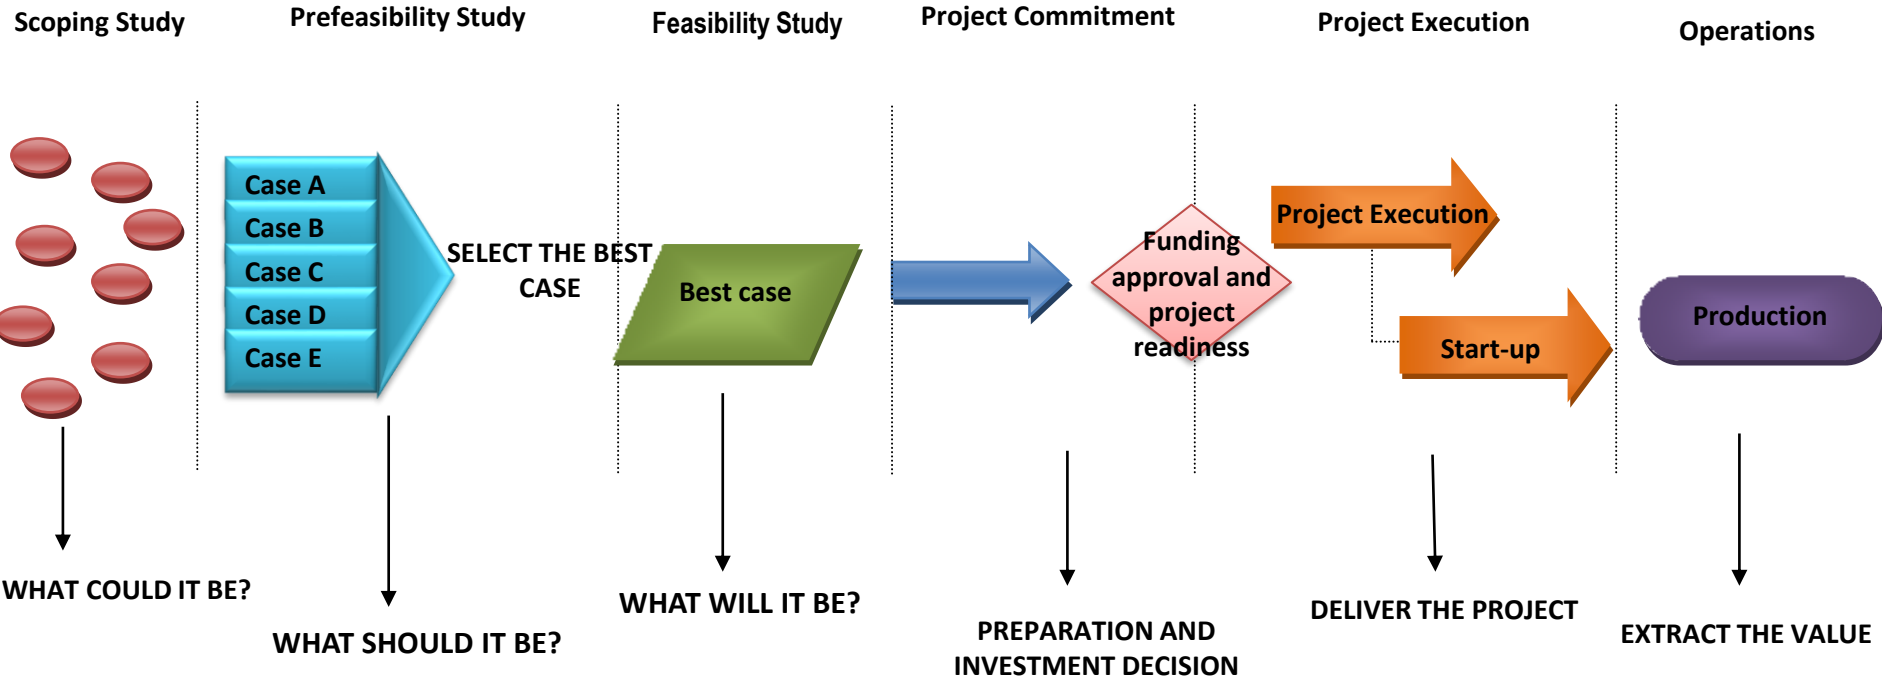 Scoping Study
Prefeasibility Study
Feasibility Study
Project Commitment
Project Execution
Operations
Case A
Case B
Case C
Case D
Case E
SELECT THE BEST
CASE
Best case
Funding
approval and
project
readiness
Project Execution
Start-up
Production
WHAT COULD IT BE?
WHAT SHOULD IT BE?
WHAT WILL IT BE?
PREPARATION AND
INVESTMENT DECISION
DELIVER THE PROJECT
EXTRACT THE VALUE